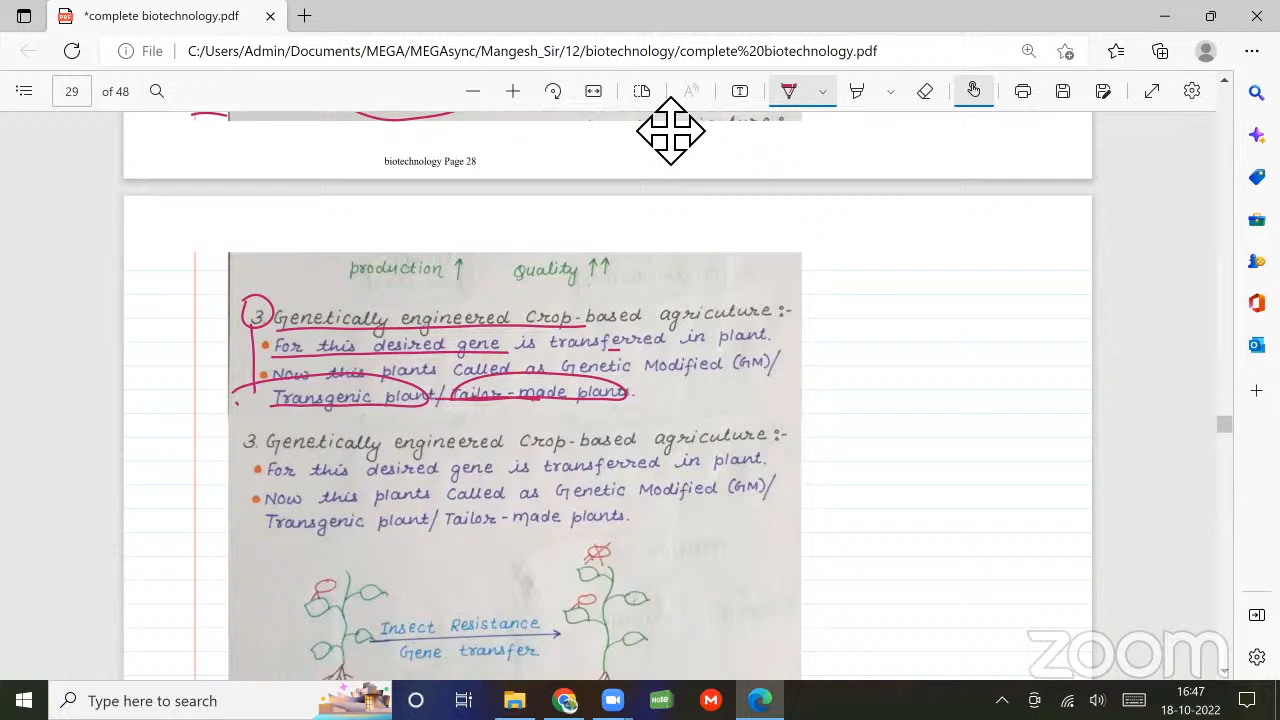 *complete biotechnology.pdf
File C:/Users/Admin/Documents/MEGA/MEGAsync/Mangesh_Sir/12/biotechnology/complete%20biotechnology.pdf
29 of 48
biotechnology Page 28
production ↑ Quality ↑↑
3. Genetically engineered Crop-based agricuture :-
• For this desired gene is transferred in plant.
• Now this plants Called as Genetic Modified (GM)/
Transgenic plant/ Tailor-made plants.
3. Genetically engineered Crop-based agricuture :-
• For this desired gene is transferred in plant.
• Now this plants Called as Genetic Modified (GM)/
Transgenic plant/ Tailor-made plants.
Insect Resistance
Gene transfer
zoom
Type here to search
Note
16:47
18-10-2022